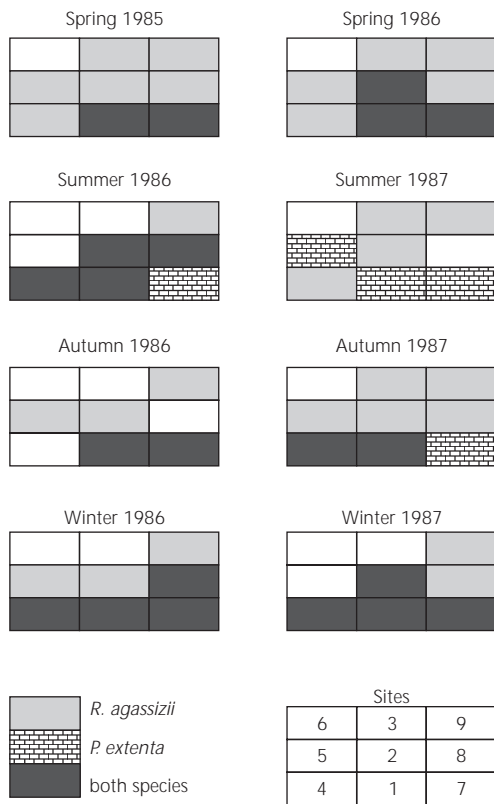 Spring 1985
Spring 1986
Summer 1986
Summer 1987
Autumn 1986
Autumn 1987
Winter 1986
Winter 1987
R. agassizii
P. extenta
both species
Sites
6 3 9
5 2 8
4 1 7